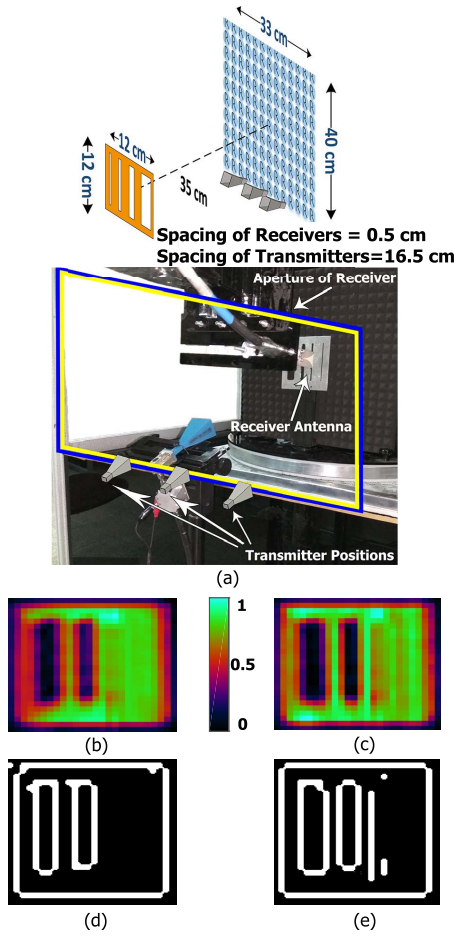 33 cm
12 cm
12 cm
40 cm
35 cm
Spacing of Receivers = 0.5 cm
Spacing of Transmitters=16.5 cm
Aperture of Receiver
Receiver Antenna
Transmitter Positions
(a)
1
0.5
0
(b)
(c)
(d)
(e)